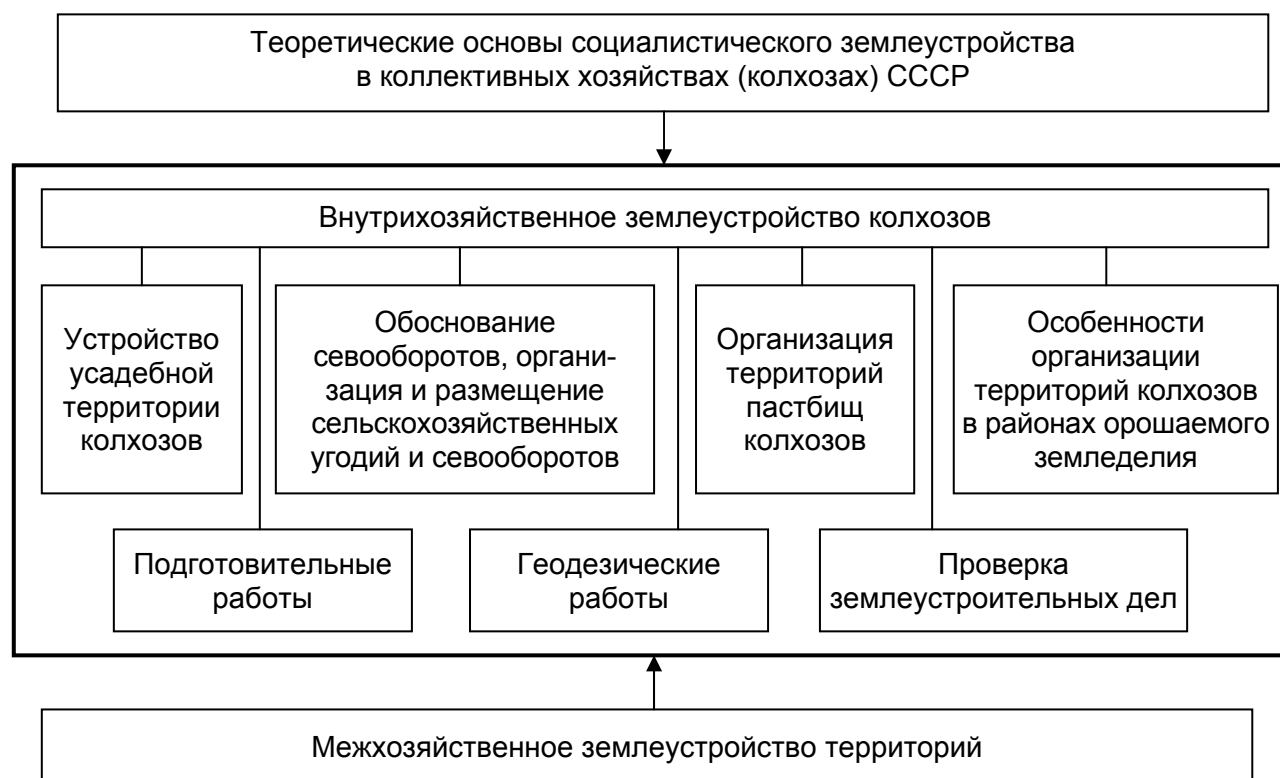 Теоретические основы социалистического землеустройства
в коллективных хозяйствах (колхозах) СССР
Внутрихозяйственное землеустройство колхозов
Устройство
усадебной
территории
колхозов
Обоснование
севооборотов, органи-
зация и размещение
сельскохозяйственных
угодий и севооборотов
Организация
территорий
пастбищ
колхозов
Особенности
организации
территорий колхозов
в районах орошаемого
земледелия
Подготовительные
работы
Геодезические
работы
Проверка
землеустроительных дел
Межхозяйственное землеустройство территорий